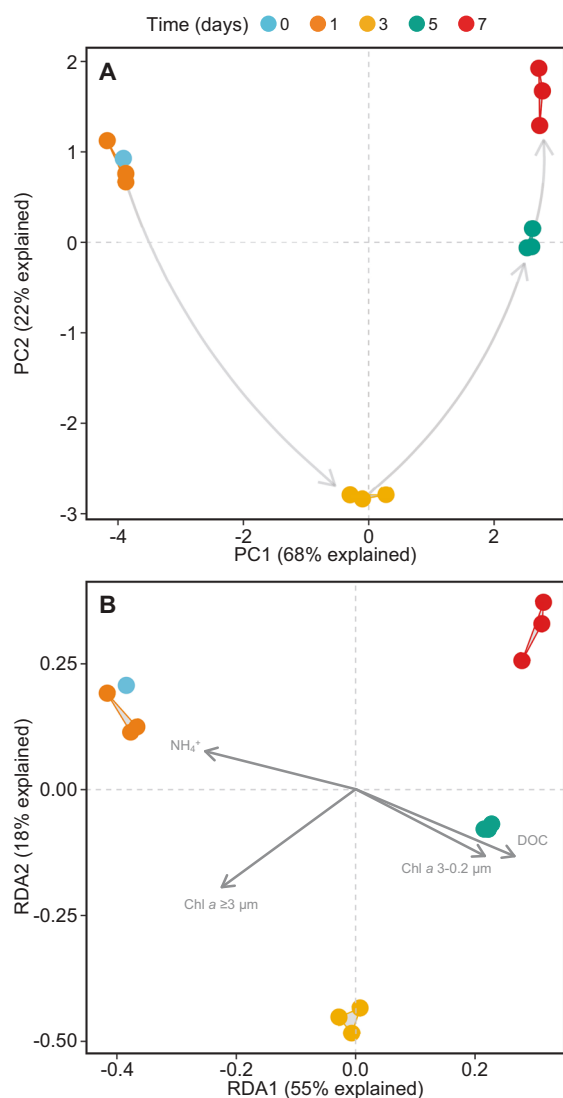 Time (days) 0 1 3 5 7
A
2
1
0
-1
-2
-3
PC2 (22% explained)
-4 -2 0 2
PC1 (68% explained)
B
0.25
0.00
-0.25
-0.50
RDA2 (18% explained)
NH₄⁺
DOC
Chl a 3-0.2 µm
Chl a ≥3 µm
-0.4 -0.2 0.0 0.2
RDA1 (55% explained)